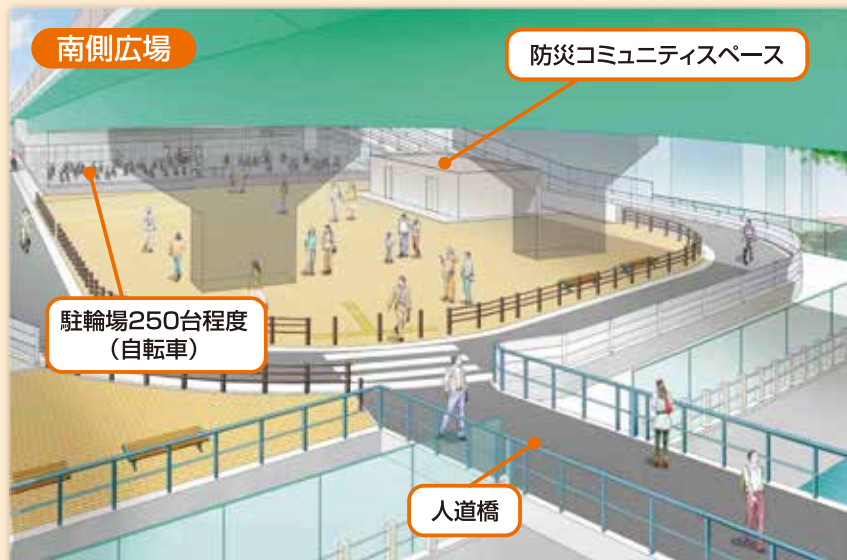 南側広場
防災コミュニティスペース
駐輪場250台程度
（自転車）
人道橋